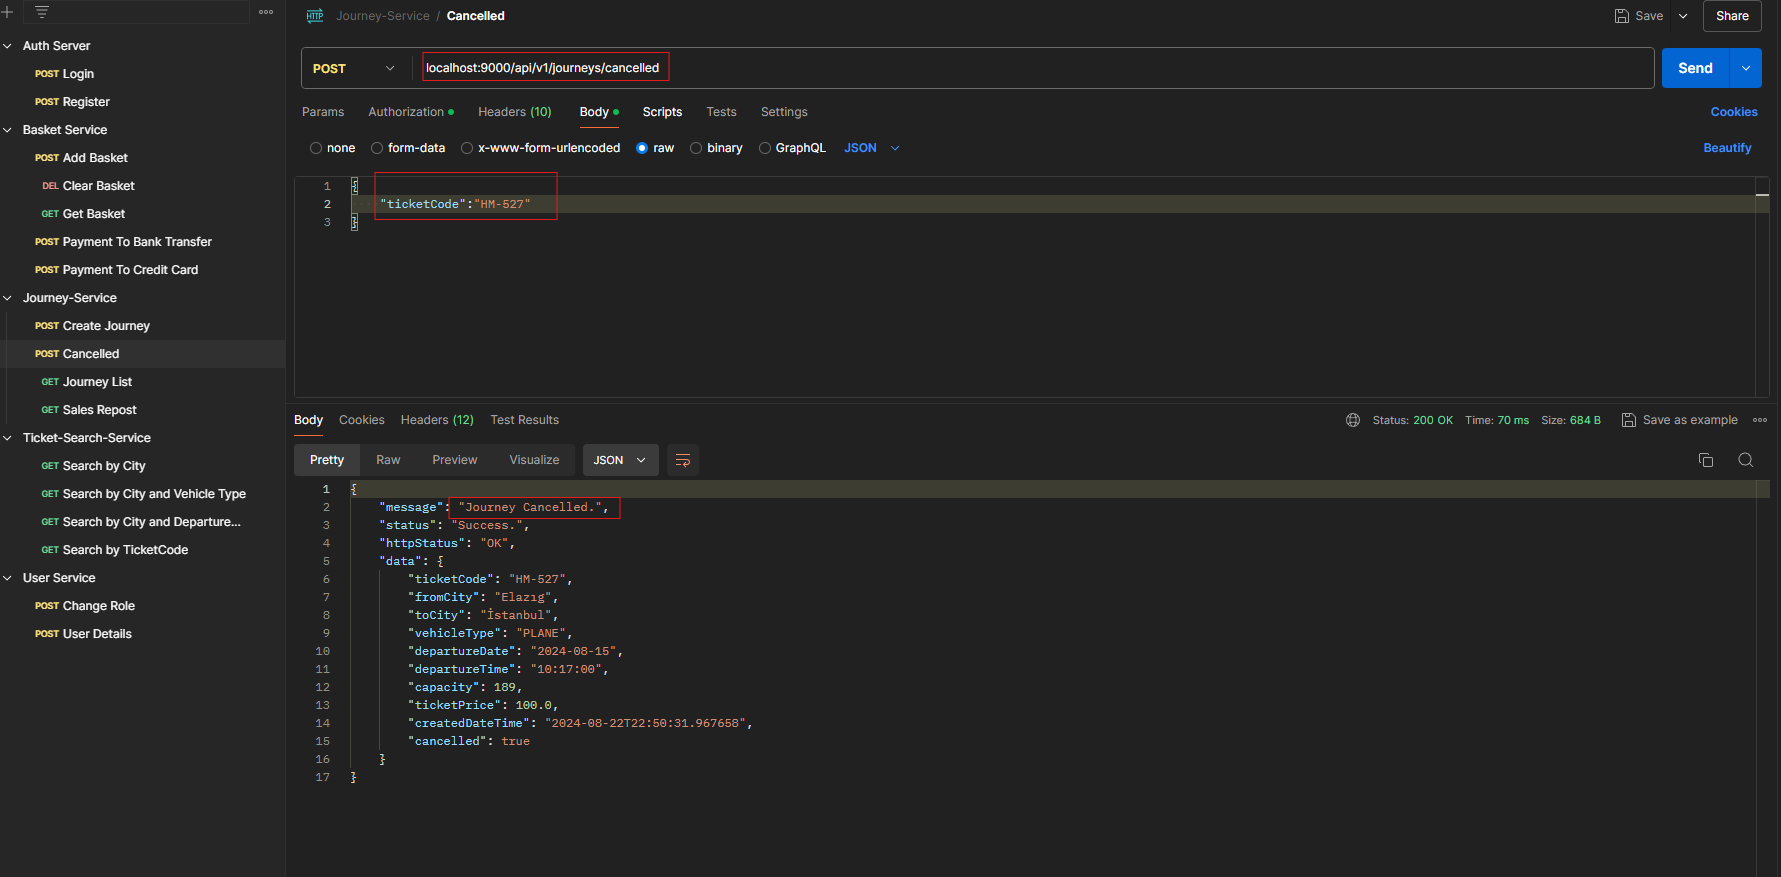 Auth Server
POST Login
POST Register
Basket Service
POST Add Basket
DEL Clear Basket
GET Get Basket
POST Payment To Bank Transfer
POST Payment To Credit Card
Journey-Service
POST Create Journey
POST Cancelled
GET Journey List
GET Sales Repost
Ticket-Search-Service
GET Search by City
GET Search by City and Vehicle Type
GET Search by City and Departure...
GET Search by TicketCode
User Service
POST Change Role
POST User Details
HTTP Journey-Service / Cancelled Save Share
POST localhost:9000/api/v1/journeys/cancelled Send
Params Authorization Headers (10) Body Scripts Tests Settings Cookies
none form-data x-www-form-urlencoded raw binary GraphQL JSON Beautify
1 {
2 "ticketCode":"HM-527"
3 }
Body Cookies Headers (12) Test Results Status: 200 OK Time: 70 ms Size: 684 B Save as example
Pretty Raw Preview Visualize JSON
1 {
2 "message": "Journey Cancelled.",
3 "status": "Success.",
4 "httpStatus": "OK",
5 "data": {
6 "ticketCode": "HM-527",
7 "fromCity": "Elazıg",
8 "toCity": "İstanbul",
9 "vehicleType": "PLANE",
10 "departureDate": "2024-08-15",
11 "departureTime": "10:17:00",
12 "capacity": 189,
13 "ticketPrice": 100.0,
14 "createdDateTime": "2024-08-22T22:50:31.967658",
15 "cancelled": true
16 }
17 }